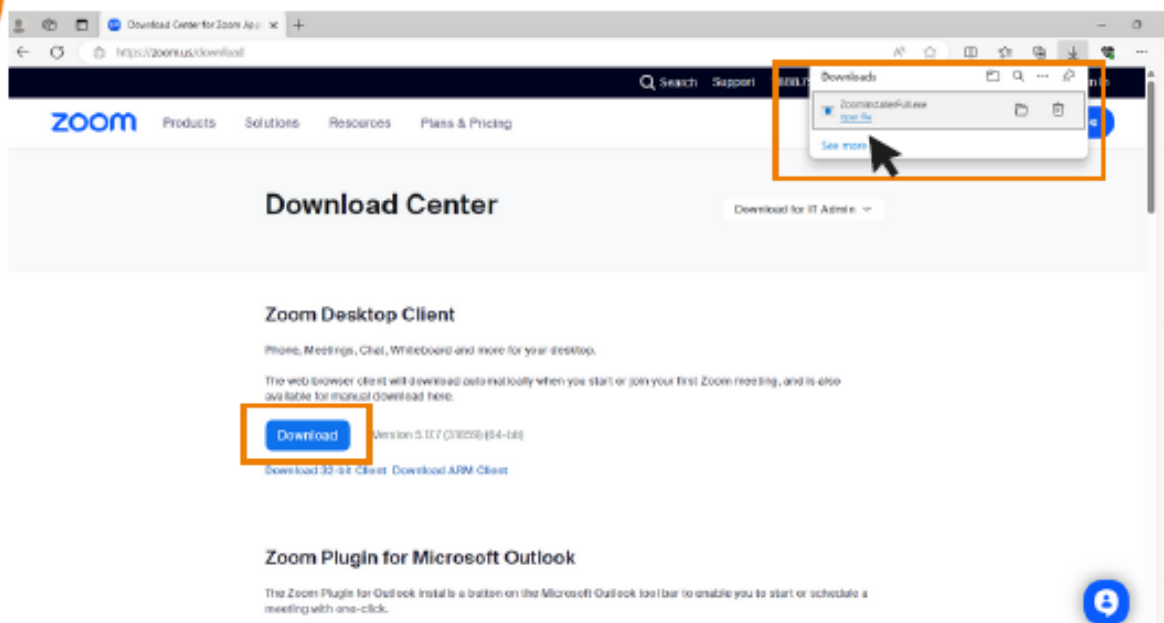 Download Center for Zoom App
https://zoom.us/download
Search Support
Downloads
ZoomInstallerFull.exe
Open file
See more
zoom Products Solutions Resources Plans & Pricing
Download Center
Download for IT Admin
Zoom Desktop Client
Phone, Meetings, Chat, Whiteboard and more for your desktop.
The web browser client will download automatically when you start or join your first Zoom meeting, and is also
available for manual download here.
Download
(64-bit)
Download 32-bit Client Download ARM Client
Zoom Plugin for Microsoft Outlook
The Zoom Plugin for Outlook installs a button on the Microsoft Outlook tool bar to enable you to start or schedule a
meeting with one-click.